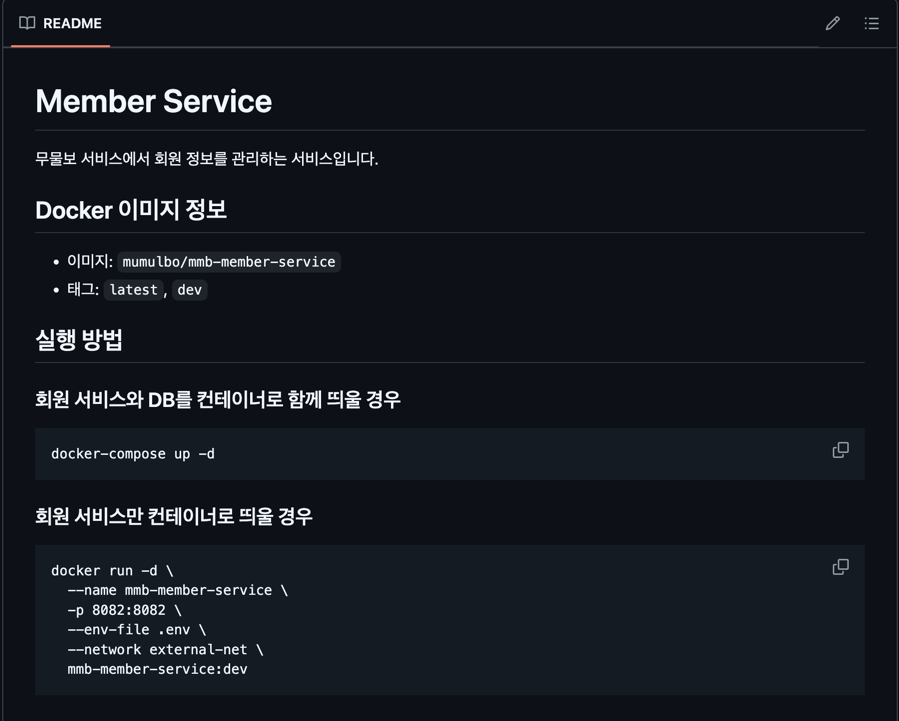 README
Member Service
무물보 서비스에서 회원 정보를 관리하는 서비스입니다.
Docker 이미지 정보
• 이미지: mumulbo/mmb-member-service
• 태그: latest, dev
실행 방법
회원 서비스와 DB를 컨테이너로 함께 띄울 경우
docker-compose up -d
회원 서비스만 컨테이너로 띄울 경우
docker run -d \
--name mmb-member-service \
-p 8082:8082 \
--env-file .env \
--network external-net \
mmb-member-service:dev